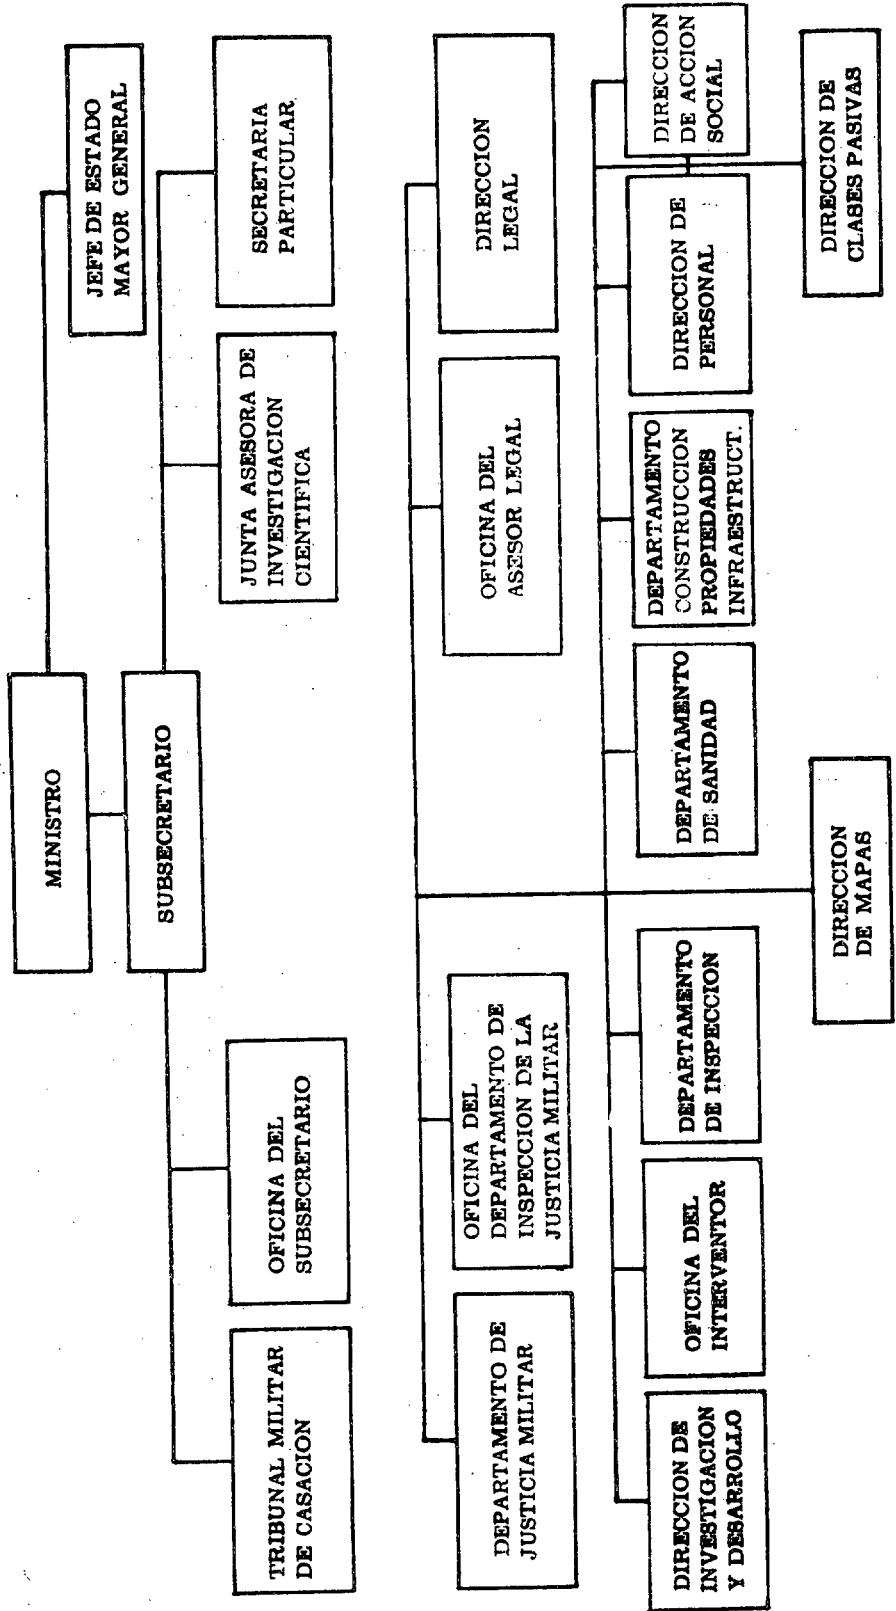 MINISTRO
JEFE DE ESTADO
MAYOR GENERAL
SUBSECRETARIO
TRIBUNAL MILITAR
DE CASACION
OFICINA DEL
SUBSECRETARIO
JUNTA ASESORA DE
INVESTIGACION
CIENTIFICA
SECRETARIA
PARTICULAR
DEPARTAMENTO DE
JUSTICIA MILITAR
OFICINA DEL
DEPARTAMENTO DE
INSPECCION DE LA
JUSTICIA MILITAR
OFICINA DEL
ASESOR LEGAL
DIRECCION
LEGAL
DIRECCION DE
INVESTIGACION
Y DESARROLLO
OFICINA DEL
INTERVENTOR
DEPARTAMENTO
DE INSPECCION
DEPARTAMENTO
DE SANIDAD
DEPARTAMENTO
CONSTRUCCION
PROPIEDADES
INFRAESTRUCT.
DIRECCION DE
PERSONAL
DIRECCION
DE ACCION
SOCIAL
DIRECCION
DE MAPAS
DIRECCION DE
CLASES PASIVAS